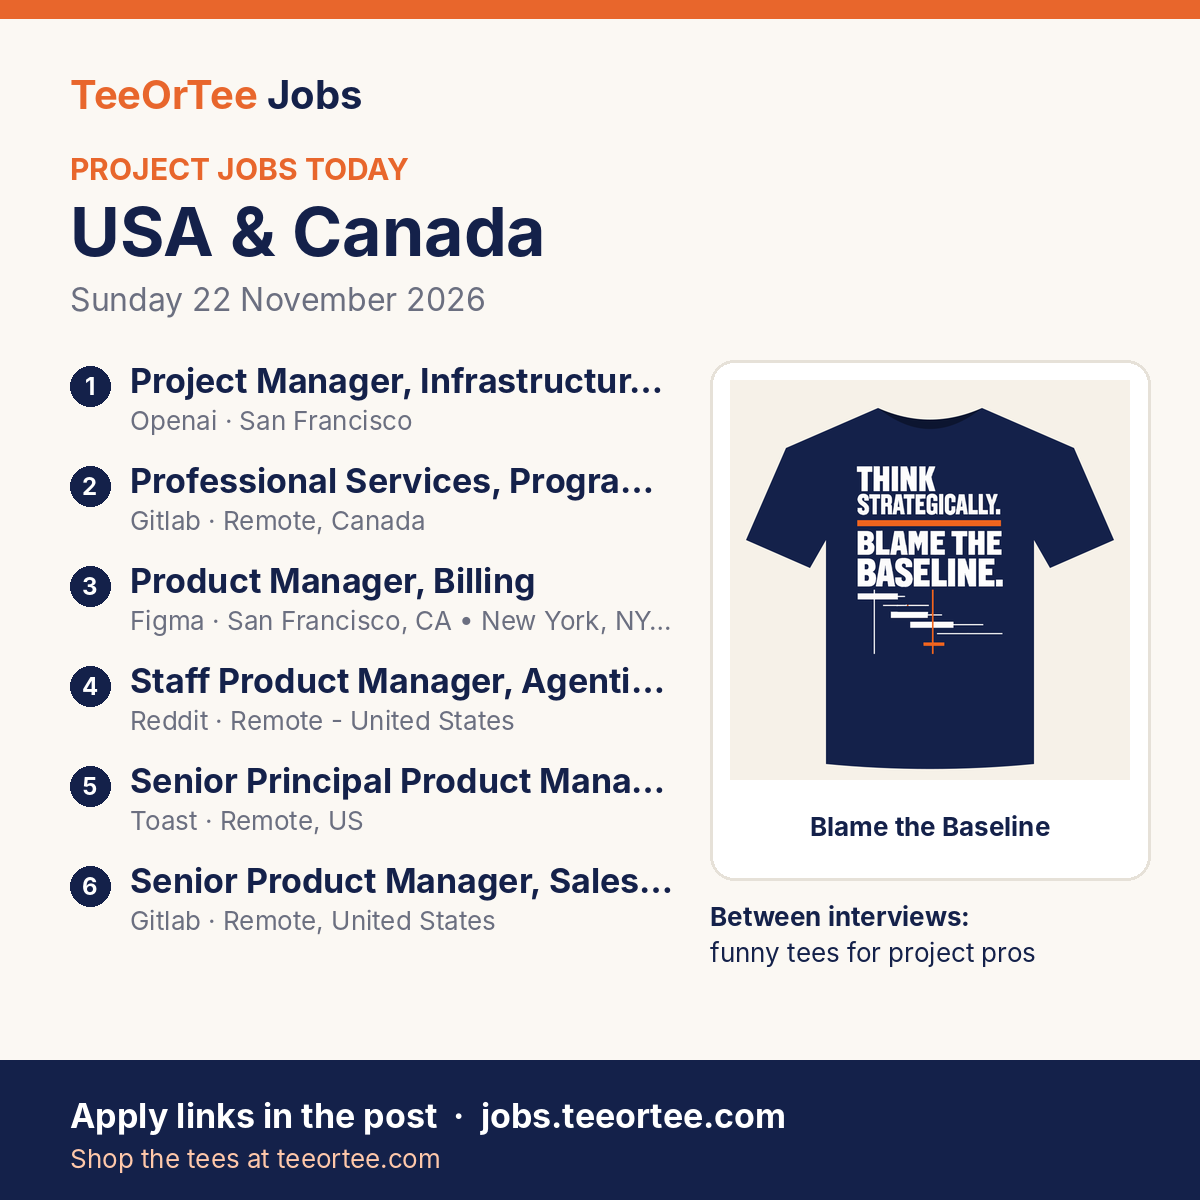 TeeOrTee Jobs
PROJECT JOBS TODAY
USA & Canada
Sunday 22 November 2026
1 Project Manager, Infrastructur...
Openai · San Francisco
2 Professional Services, Progra...
Gitlab · Remote, Canada
3 Product Manager, Billing
Figma · San Francisco, CA • New York, NY...
4 Staff Product Manager, Agenti...
Reddit · Remote - United States
5 Senior Principal Product Mana...
Toast · Remote, US
6 Senior Product Manager, Sales...
Gitlab · Remote, United States
THINK
STRATEGICALLY.
BLAME THE
BASELINE.
Blame the Baseline
Between interviews:
funny tees for project pros
Apply links in the post · jobs.teeortee.com
Shop the tees at teeortee.com